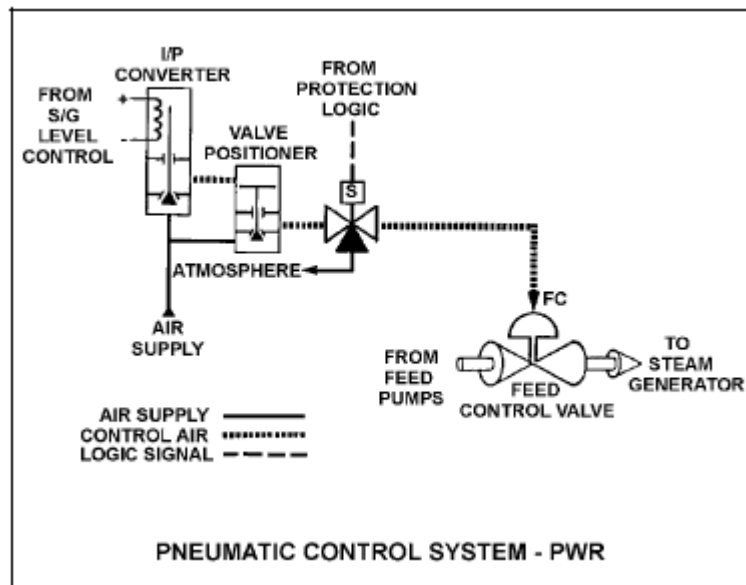 I/P
CONVERTER
FROM
S/G
LEVEL
CONTROL
+
-
VALVE
POSITIONER
FROM
PROTECTION
LOGIC
S
ATMOSPHERE
AIR
SUPPLY
FC
FROM
FEED
PUMPS
FEED
CONTROL VALVE
TO
STEAM
GENERATOR
AIR SUPPLY
CONTROL AIR
LOGIC SIGNAL
PNEUMATIC CONTROL SYSTEM - PWR